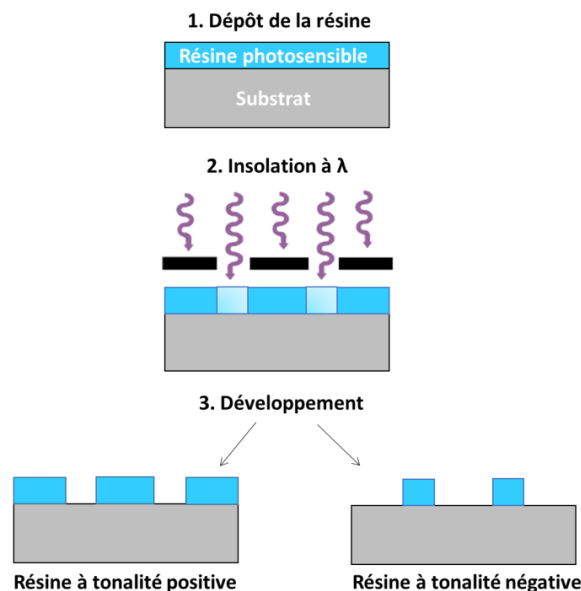 1. Dépôt de la résine
Résine photosensible
Substrat
2. Insolation à λ
3. Développement
Résine à tonalité positive
Résine à tonalité négative